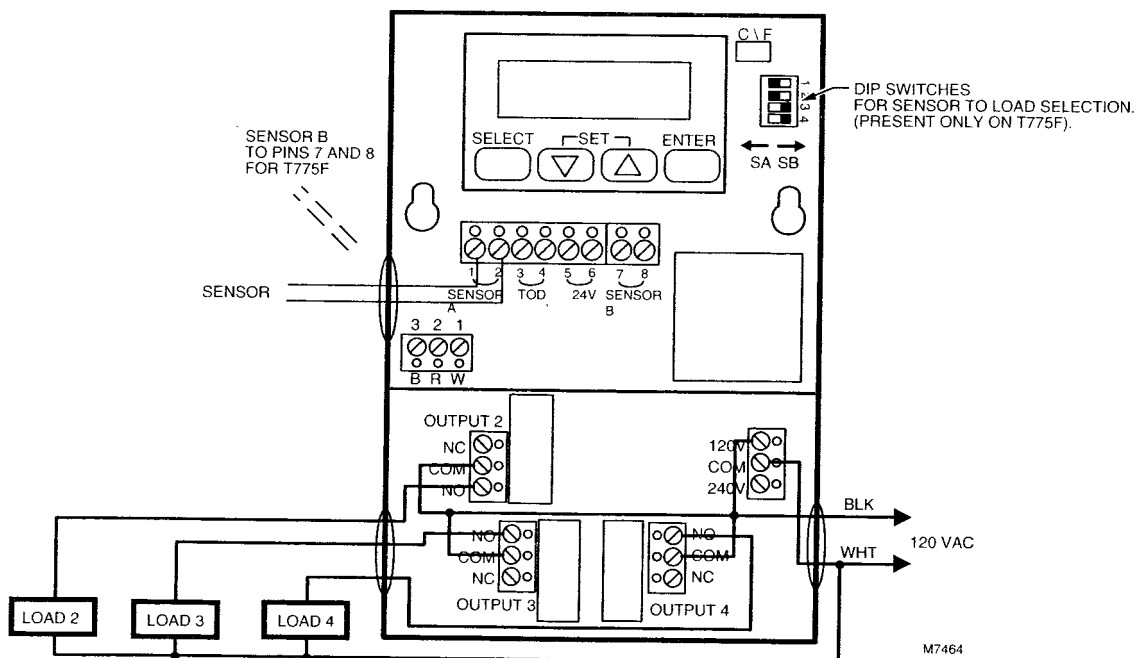 C \ F
1
2
3
4
DIP SWITCHES
FOR SENSOR TO LOAD SELECTION.
(PRESENT ONLY ON T775F).
SENSOR B
TO PINS 7 AND 8
FOR T775F
SELECT
SET
ENTER
SA SB
1 2 3 4 5 6 7 8
SENSOR A
TOD
24V
SENSOR B
SENSOR
3 2 1
B R W
OUTPUT 2
NC
COM
NO
120V
COM
240V
BLK
120 VAC
WHT
NO
COM
NC
OUTPUT 3
NO
COM
NC
OUTPUT 4
LOAD 2
LOAD 3
LOAD 4
M7464